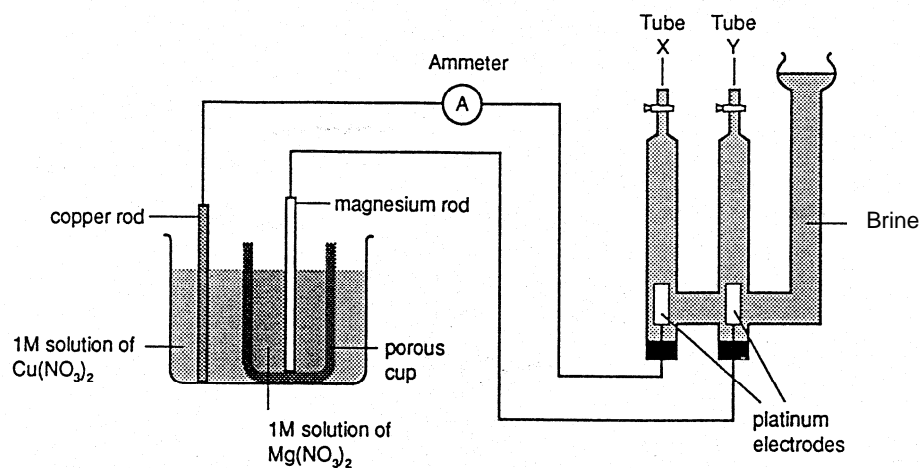 Tube
X
Tube
Y
Ammeter
A
copper rod
magnesium rod
Brine
1M solution of
Cu(NO₃)₂
porous
cup
1M solution of
Mg(NO₃)₂
platinum
electrodes